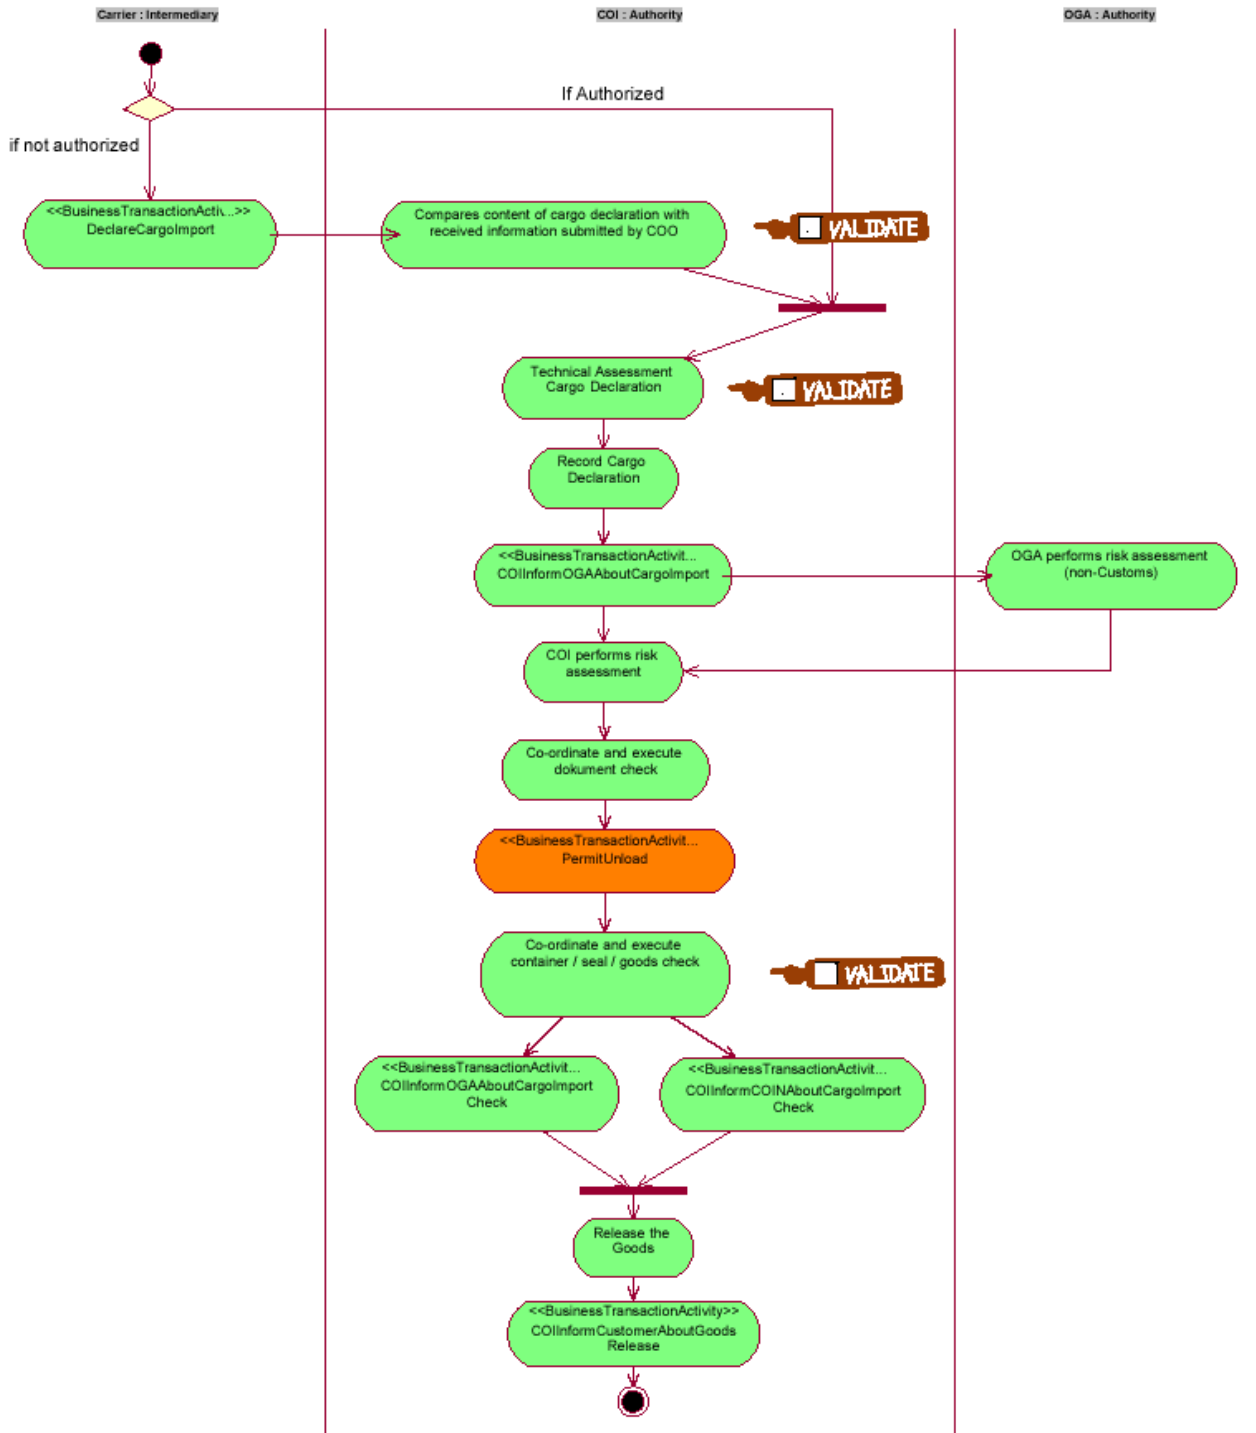 Carrier : Intermediary
COI : Authority
OGA : Authority
If Authorized
if not authorized
<<BusinessTransactionActiv...>>
DeclareCargoImport
Compares content of cargo declaration with
received information submitted by COO
VALIDATE
Technical Assessment
Cargo Declaration
VALIDATE
Record Cargo
Declaration
<<BusinessTransactionActivit...
COIInformOGAAboutCargoImport
OGA performs risk assessment
(non-Customs)
COI performs risk
assessment
Co-ordinate and execute
dokument check
<<BusinessTransactionActivit...
PermitUnload
Co-ordinate and execute
container / seal / goods check
VALIDATE
<<BusinessTransactionActivit...
COIInformOGAAboutCargoImport
Check
<<BusinessTransactionActivit...
COIInformCOINAboutCargoImport
Check
Release the
Goods
<<BusinessTransactionActivity>>
COIInformCustomerAboutGoods
Release